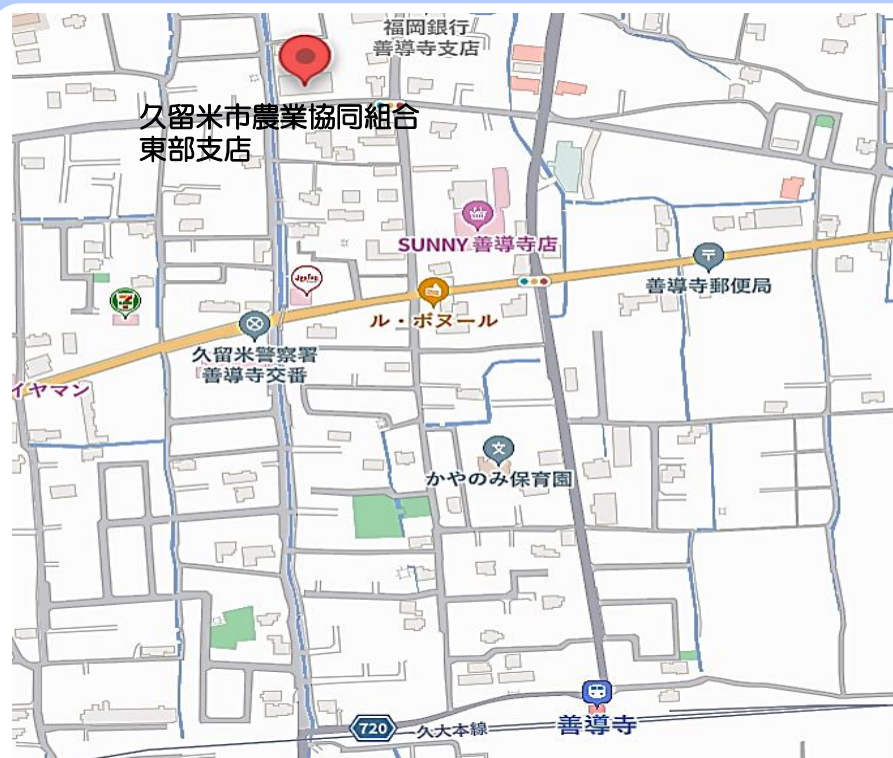 福岡銀行
善導寺支店
久留米市農業協同組合
東部支店
SUNNY 善導寺店
善導寺郵便局
ル・ボヌール
久留米警察署
善導寺交番
イヤマン
かやのみ保育園
720
久大本線
善導寺